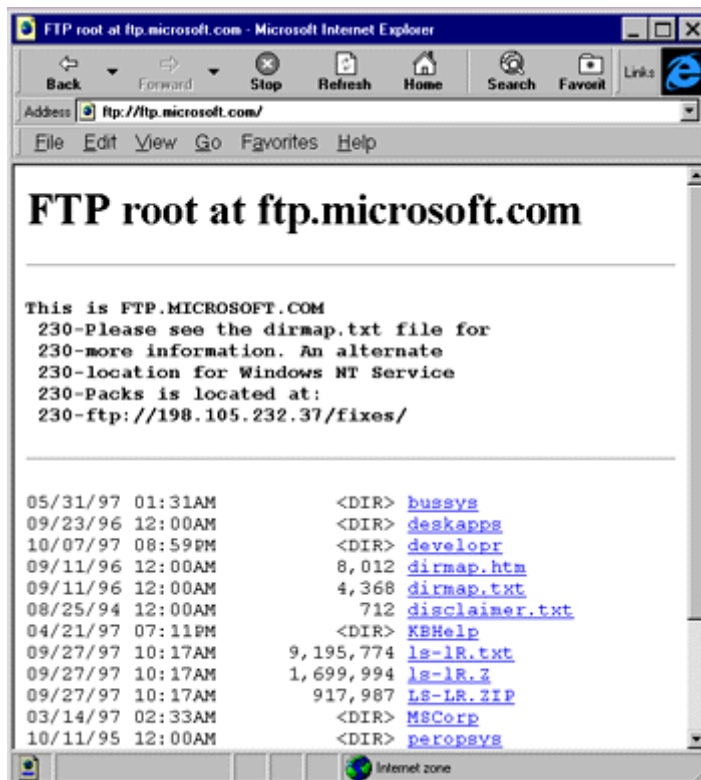 FTP root at ftp.microsoft.com - Microsoft Internet Explorer
Back Forward Stop Refresh Home Search Favorit Links
Address ftp://ftp.microsoft.com/
File Edit View Go Favorites Help
FTP root at ftp.microsoft.com
This is FTP.MICROSOFT.COM
230-Please see the dirmap.txt file for
230-more information. An alternate
230-location for Windows NT Service
230-Packs is located at:
230-ftp://198.105.232.37/fixes/
05/31/97 01:31AM <DIR> bussys
09/23/96 12:00AM <DIR> deskapps
10/07/97 08:59PM <DIR> developr
09/11/96 12:00AM 8,012 dirmap.htm
09/11/96 12:00AM 4,368 dirmap.txt
08/25/94 12:00AM 712 disclaimer.txt
04/21/97 07:11PM <DIR> KBHelp
09/27/97 10:17AM 9,195,774 ls-lR.txt
09/27/97 10:17AM 1,699,994 ls-lR.Z
09/27/97 10:17AM 917,987 LS-LR.ZIP
03/14/97 02:33AM <DIR> MSCorp
10/11/95 12:00AM <DIR> peropsys
Internet zone